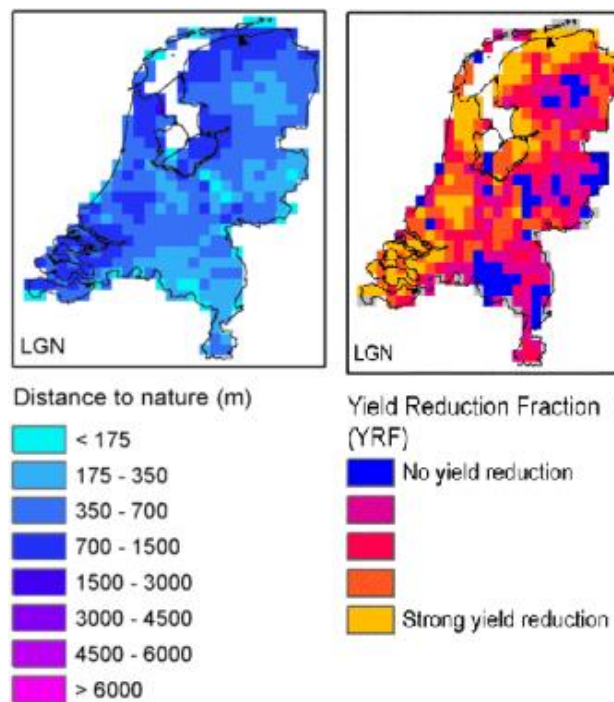 LGN
LGN
Distance to nature (m)
< 175
175 - 350
350 - 700
700 - 1500
1500 - 3000
3000 - 4500
4500 - 6000
> 6000
Yield Reduction Fraction
(YRF)
No yield reduction
Strong yield reduction